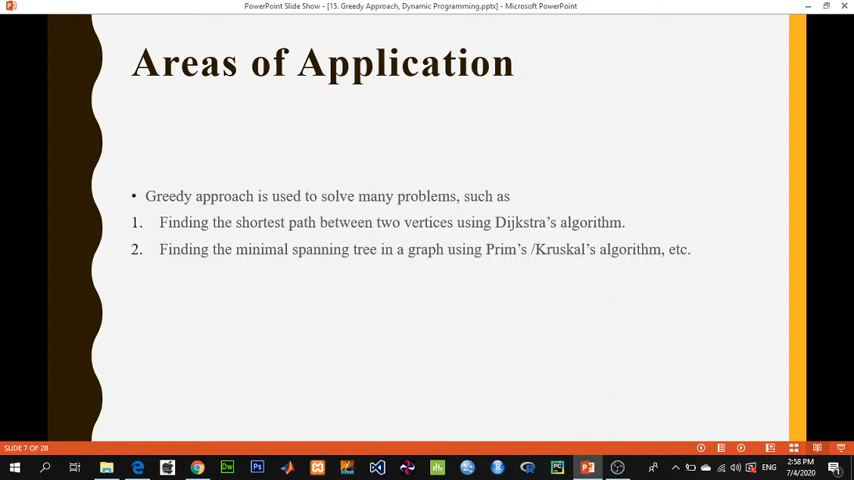 PowerPoint Slide Show - [15. Greedy Approach, Dynamic Programming.pptx] - Microsoft PowerPoint
Areas of Application
• Greedy approach is used to solve many problems, such as
1. Finding the shortest path between two vertices using Dijkstra's algorithm.
2. Finding the minimal spanning tree in a graph using Prim's /Kruskal's algorithm, etc.
SLIDE 7 OF 28
Dw
Ps
R
PC
ENG
2:58 PM
7/4/2020